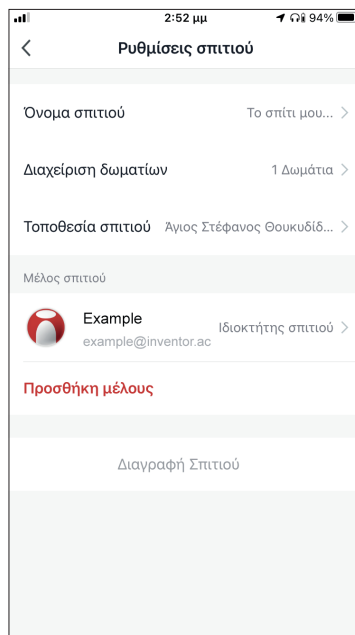 2:52 μμ 94%
Ρυθμίσεις σπιτιού
Όνομα σπιτιού Το σπίτι μου...
Διαχείριση δωματίων 1 Δωμάτια
Τοποθεσία σπιτιού Άγιος Στέφανος Θουκυδίδ...
Μέλος σπιτιού
Example
Ιδιοκτήτης σπιτιού
example@inventor.ac
Προσθήκη μέλους
Διαγραφή Σπιτιού